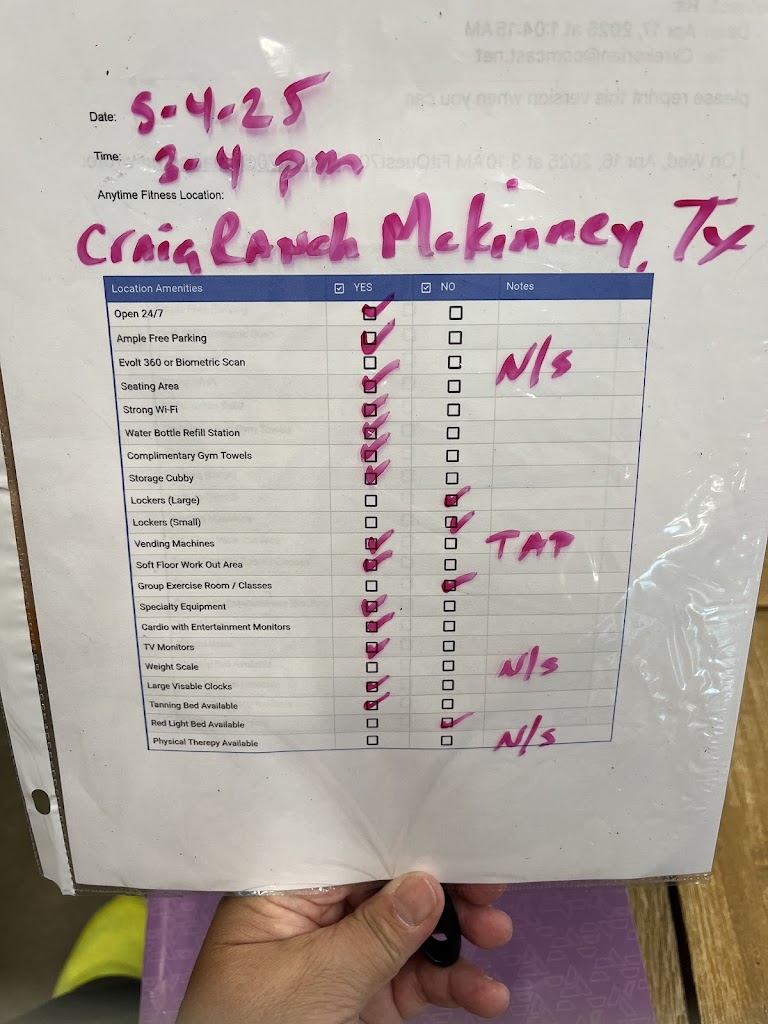 Date: 5-4-25
Time: 3-4 pm
Anytime Fitness Location:
Craig Ranch McKinney, Tx
Location Amenities ☑ YES ☑ NO Notes
Open 24/7
Ample Free Parking
Evolt 360 or Biometric Scan N/S
Seating Area
Strong Wi-Fi
Water Bottle Refill Station
Complimentary Gym Towels
Storage Cubby
Lockers (Large)
Lockers (Small)
Vending Machines TAP
Soft Floor Work Out Area
Group Exercise Room / Classes
Specialty Equipment
Cardio with Entertainment Monitors
TV Monitors
Weight Scale N/S
Large Visable Clocks
Tanning Bed Available
Red Light Bed Available
Physical Therepy Available N/S